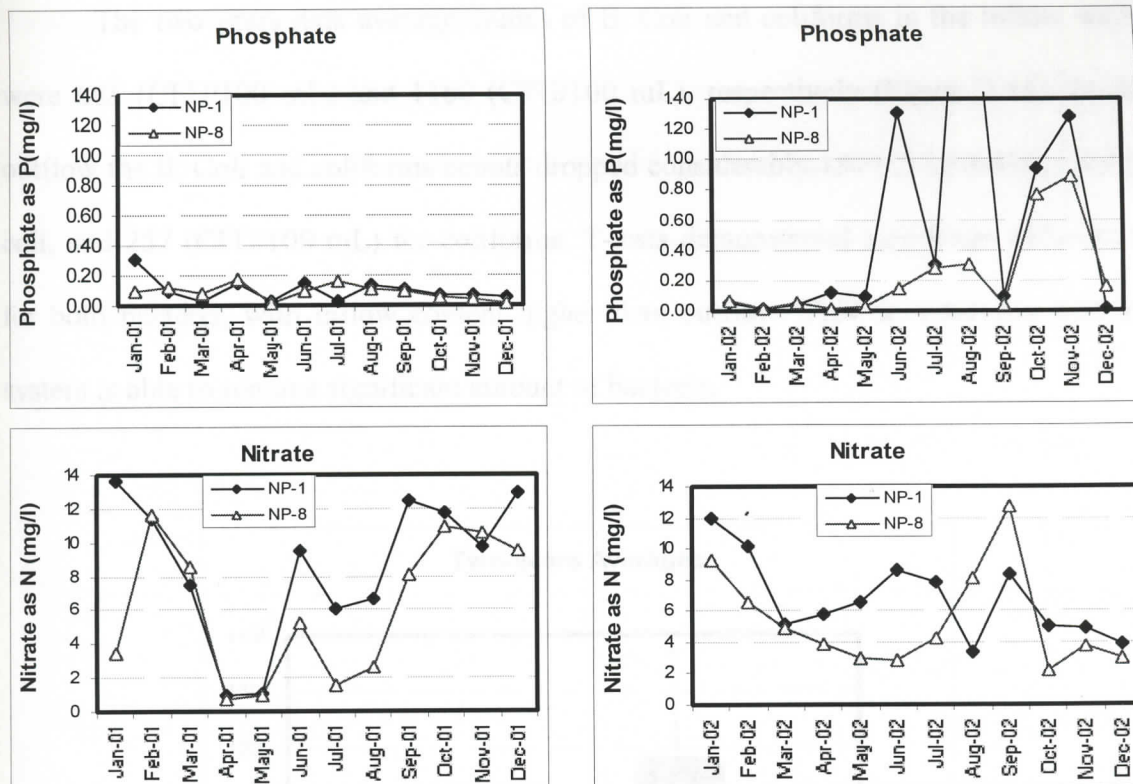 Phosphate
Phosphate as P(mg/l)
140
120
100
0.80
0.60
0.40
0.20
0.00
NP-1
NP-8
Jan-01
Feb-01
Mar-01
Apr-01
May-01
Jun-01
Jul-01
Aug-01
Sep-01
Oct-01
Nov-01
Dec-01
Phosphate
Phosphate as P(mg/l)
140
120
100
0.80
0.60
0.40
0.20
0.00
NP-1
NP-8
Jan-02
Feb-02
Mar-02
Apr-02
May-02
Jun-02
Jul-02
Aug-02
Sep-02
Oct-02
Nov-02
Dec-02
Nitrate
Nitrate as N (mg/l)
14
12
10
8
6
4
2
0
NP-1
NP-8
Jan-01
Feb-01
Mar-01
Apr-01
May-01
Jun-01
Jul-01
Aug-01
Sep-01
Oct-01
Nov-01
Dec-01
Nitrate
Nitrate as N (mg/l)
14
12
10
8
6
4
2
0
NP-1
NP-8
Jan-02
Feb-02
Mar-02
Apr-02
May-02
Jun-02
Jul-02
Aug-02
Sep-02
Oct-02
Nov-02
Dec-02